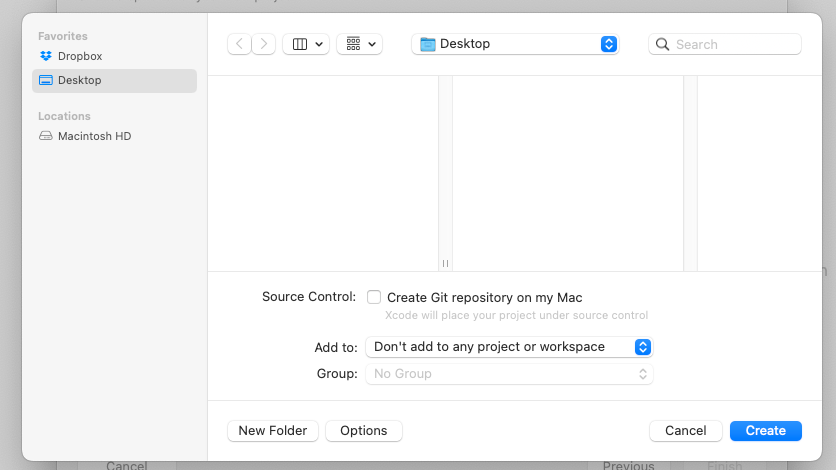 Favorites
Dropbox
Desktop
Locations
Macintosh HD
Desktop
Search
Source Control: Create Git repository on my Mac
Xcode will place your project under source control
Add to: Don't add to any project or workspace
Group: No Group
New Folder Options Cancel Create
Cancel Previous Finish